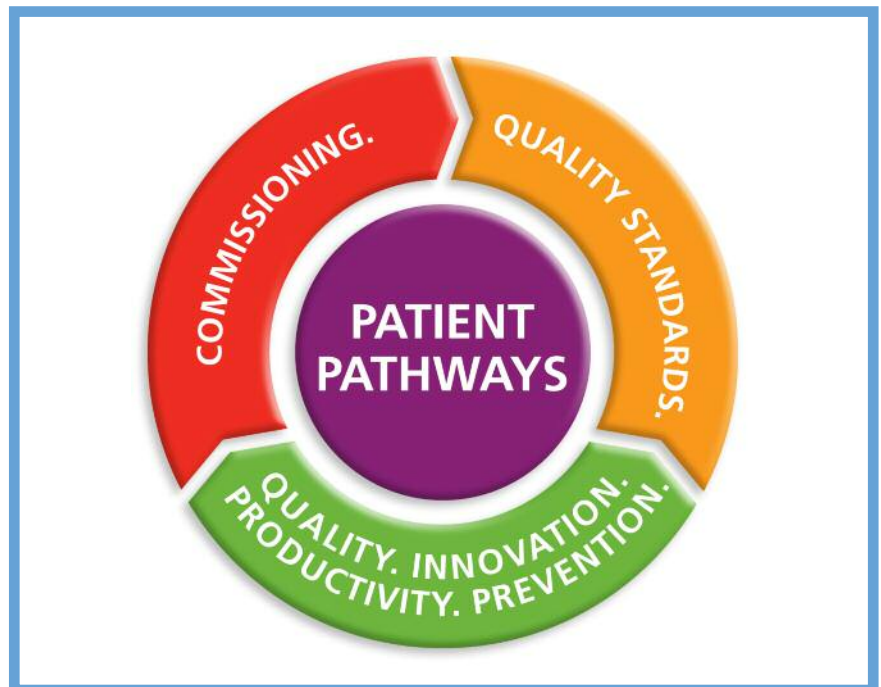 COMMISSIONING.
QUALITY STANDARDS.
PATIENT
PATHWAYS
QUALITY. INNOVATION.
PRODUCTIVITY. PREVENTION.